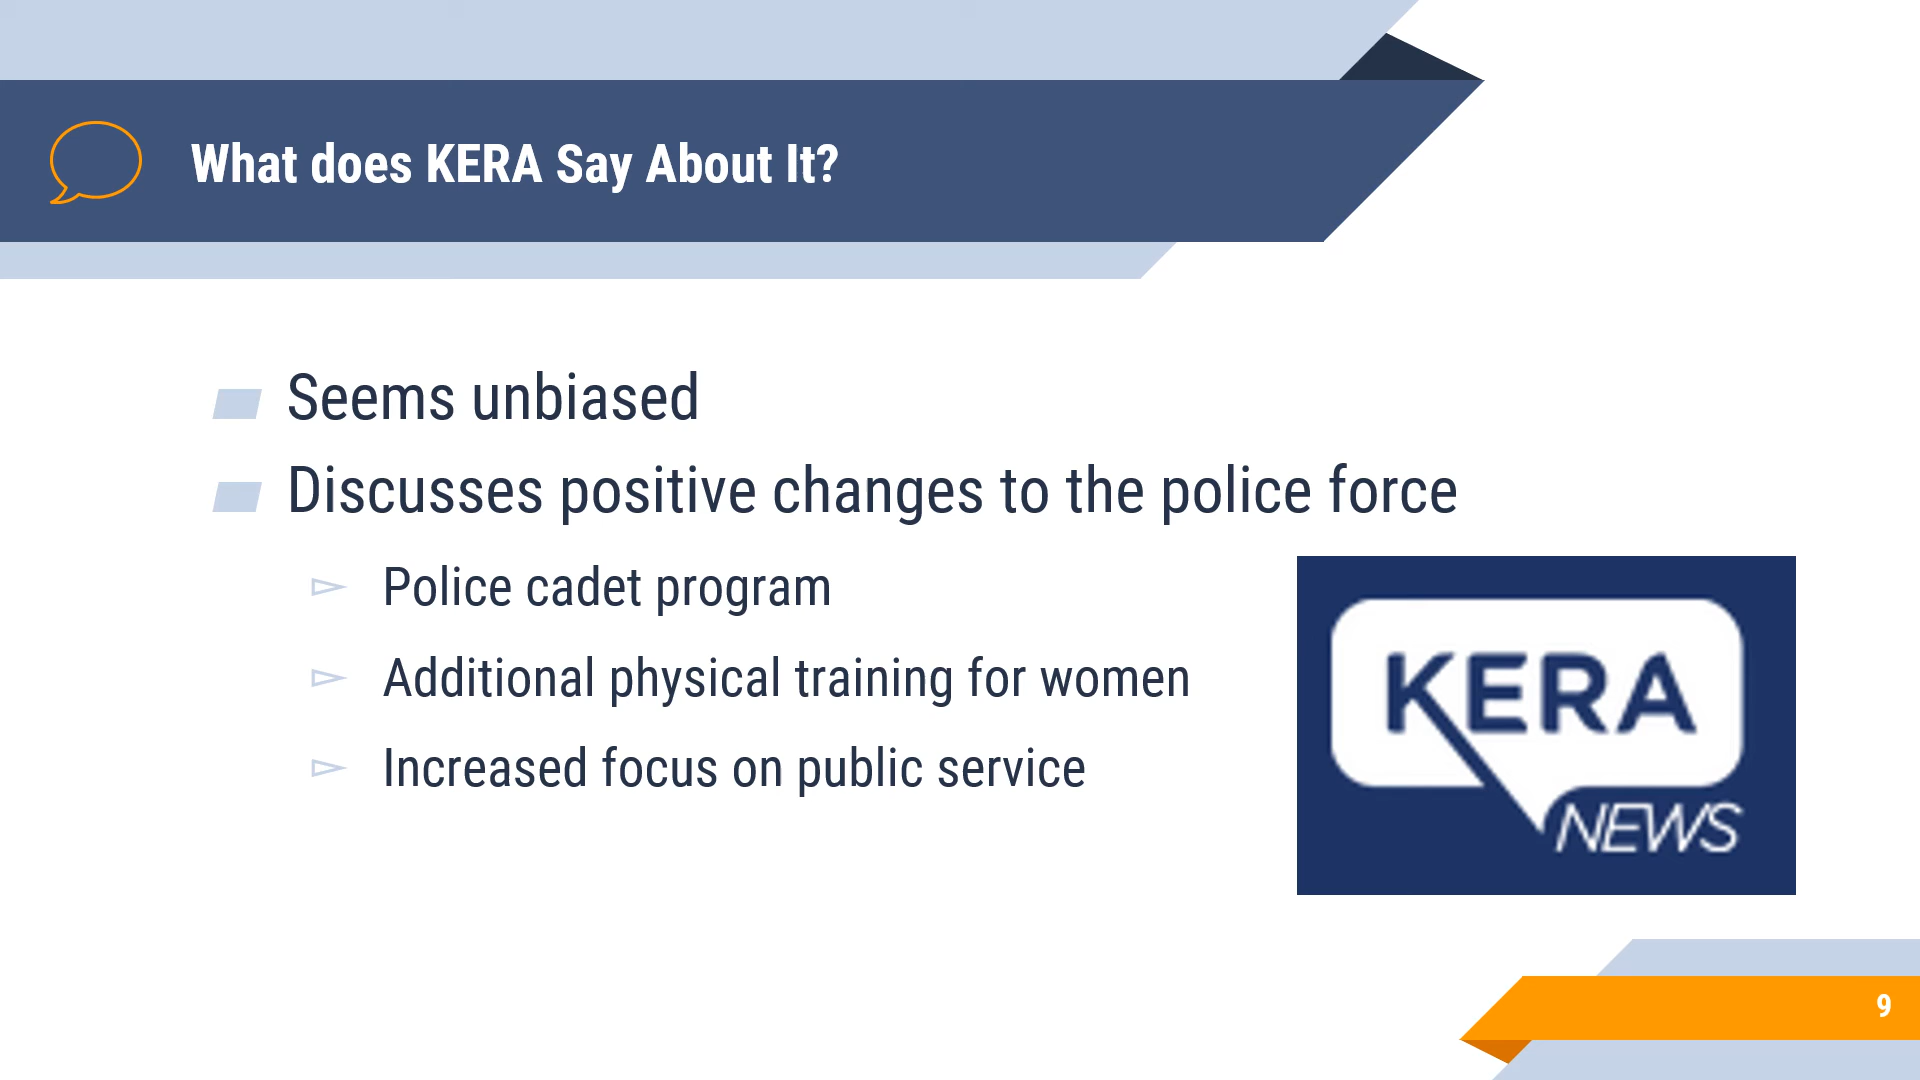 What does KERA Say About It?
Seems unbiased
Discusses positive changes to the police force
Police cadet program
Additional physical training for women
Increased focus on public service
KERA
NEWS
9